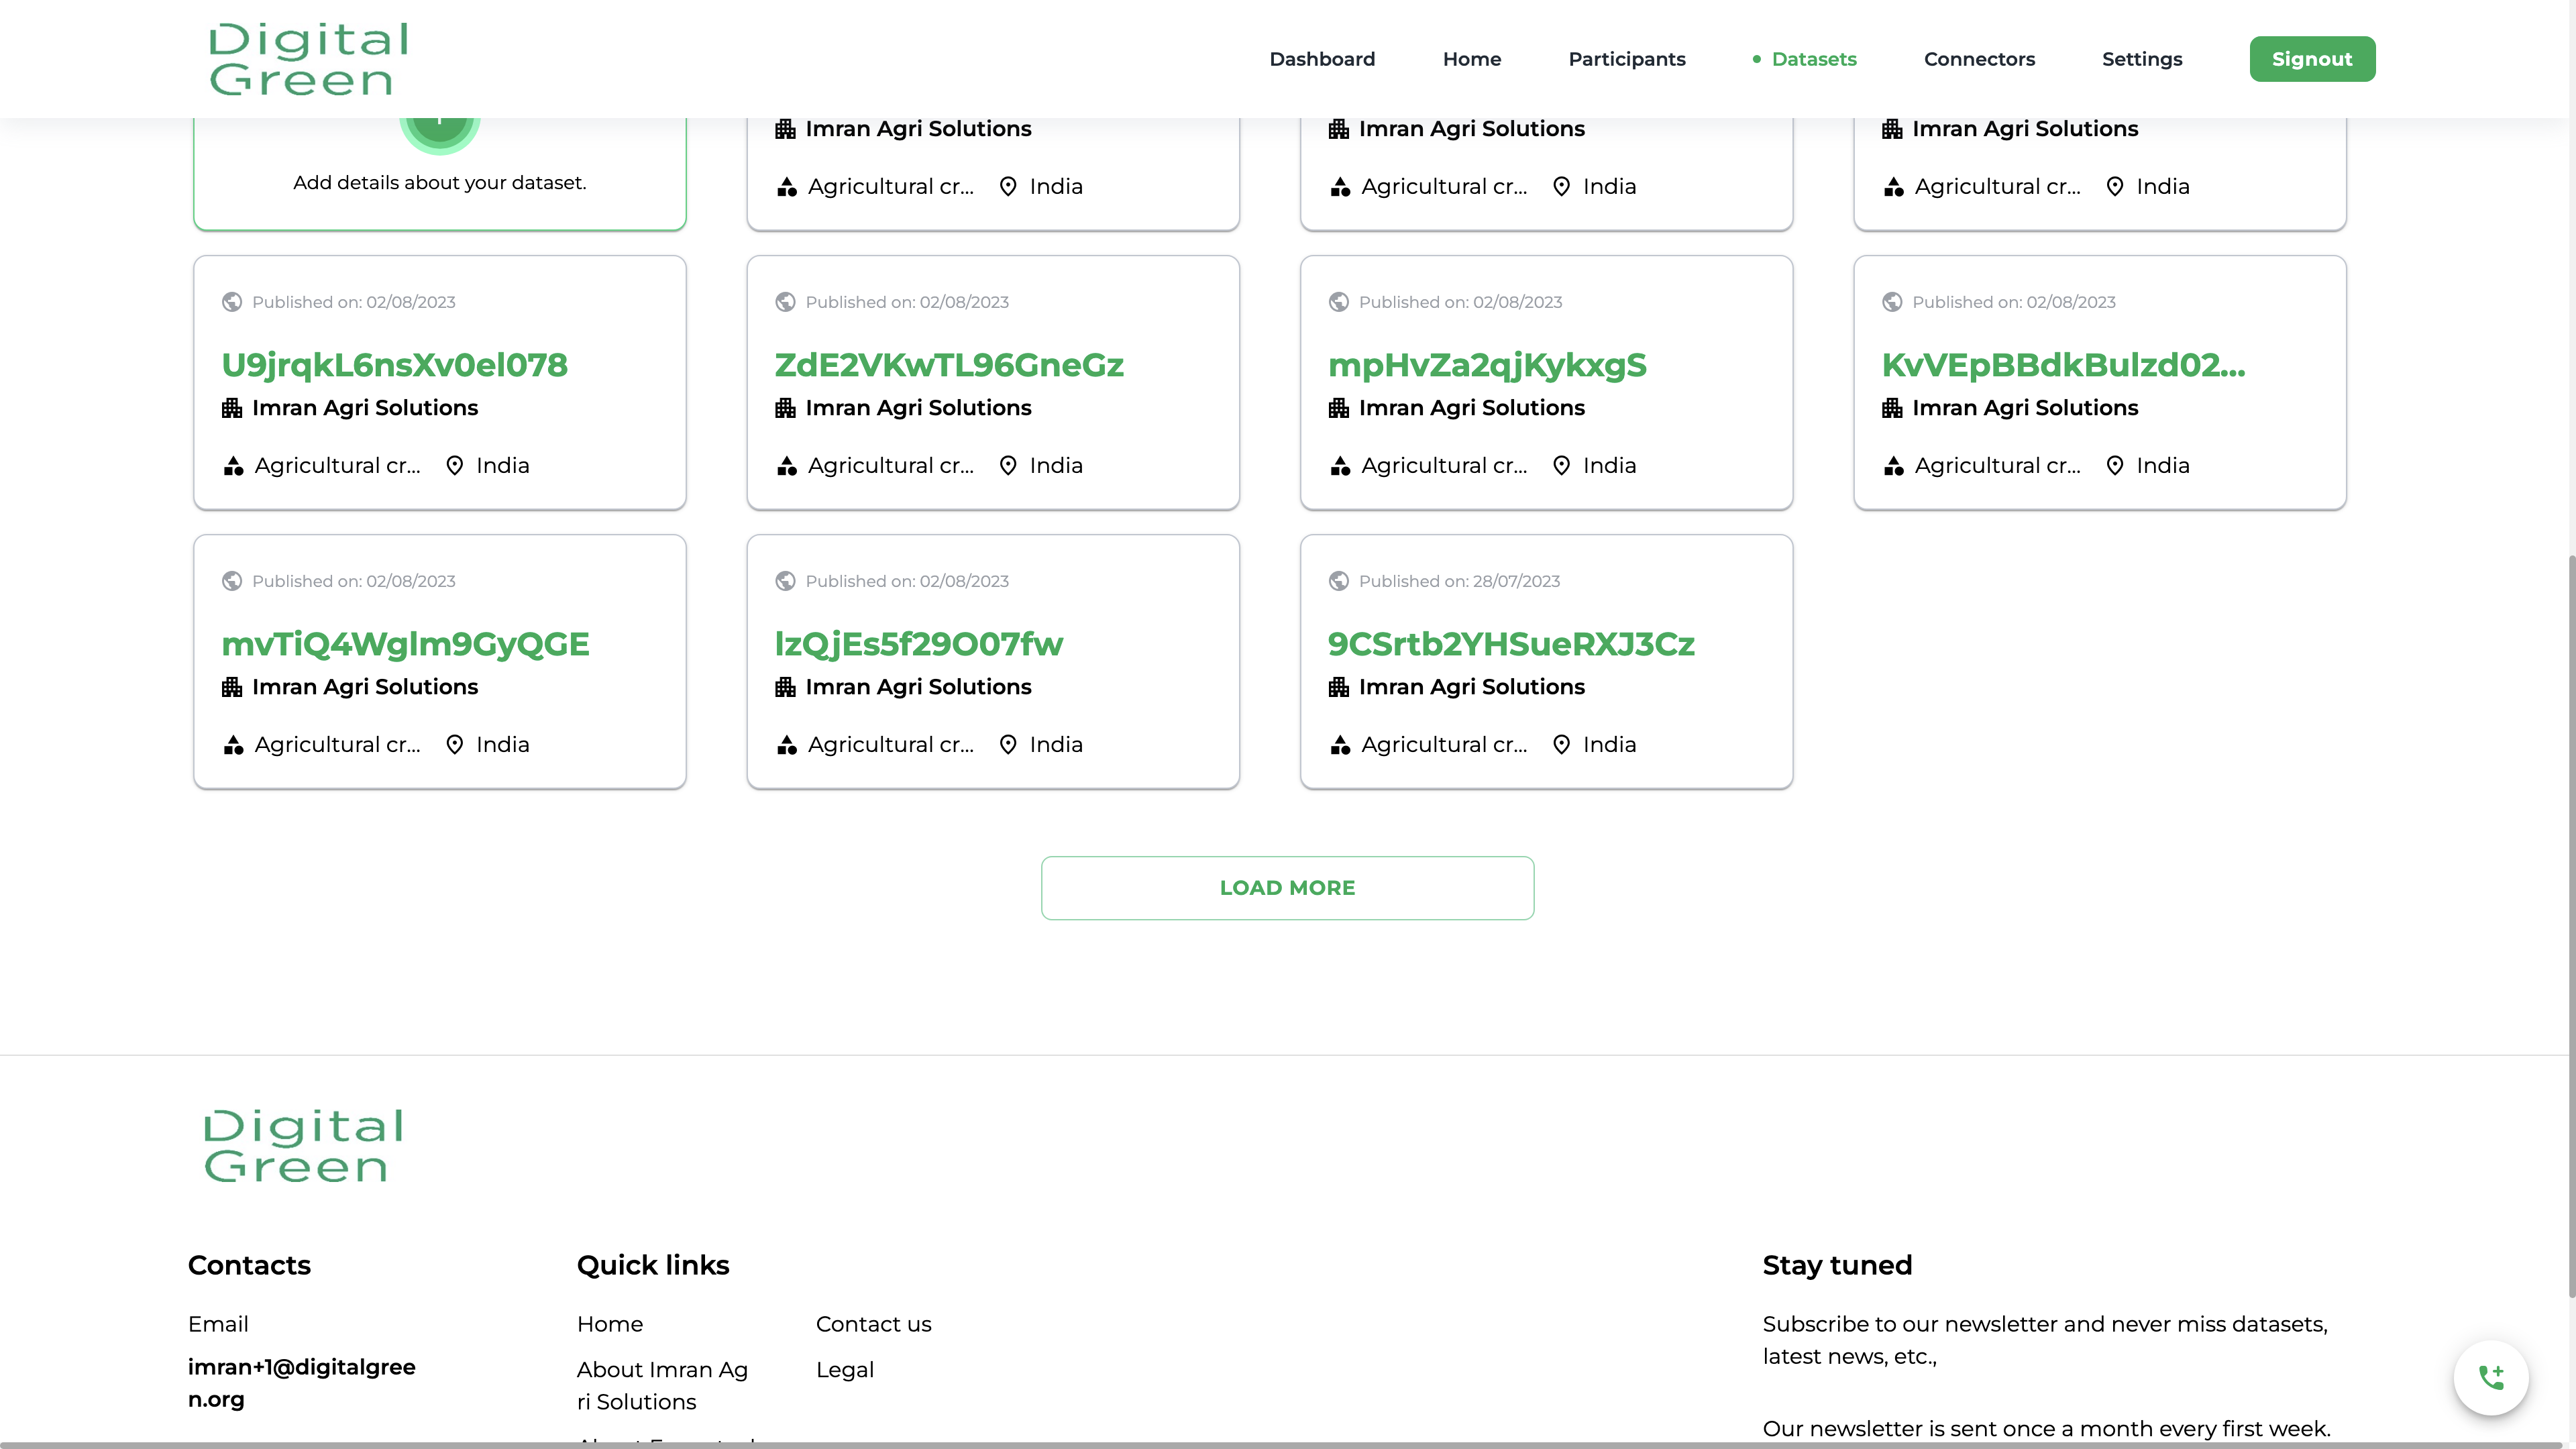 Digital
Green
Dashboard Home Participants Datasets Connectors Settings Signout
Imran Agri Solutions Imran Agri Solutions Imran Agri Solutions
Add details about your dataset.
Agricultural cr... India Agricultural cr... India Agricultural cr... India
Published on: 02/08/2023 Published on: 02/08/2023 Published on: 02/08/2023 Published on: 02/08/2023
U9jrqkL6nsXv0el078 ZdE2VKwTL96GneGz mpHvZa2qjKykxgS KvVEpBBdkBulzd02...
Imran Agri Solutions Imran Agri Solutions Imran Agri Solutions Imran Agri Solutions
Agricultural cr... India Agricultural cr... India Agricultural cr... India Agricultural cr... India
Published on: 02/08/2023 Published on: 02/08/2023 Published on: 28/07/2023
mvTiQ4Wglm9GyQGE lzQjEs5f29O07fw 9CSrtb2YHSueRXJ3Cz
Imran Agri Solutions Imran Agri Solutions Imran Agri Solutions
Agricultural cr... India Agricultural cr... India Agricultural cr... India
LOAD MORE
Digital
Green
Contacts
Email
imran+1@digitalgree
n.org
Quick links
Home
About Imran Ag
ri Solutions
Contact us
Legal
Stay tuned
Subscribe to our newsletter and never miss datasets,
latest news, etc.,
Our newsletter is sent once a month every first week.